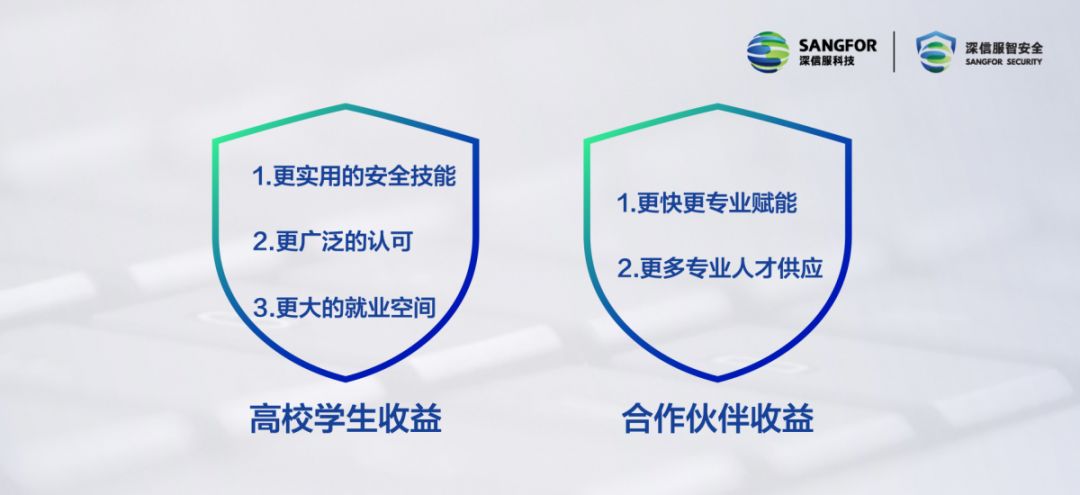 SANGFOR
深信服科技
深信服智安全
SANGFOR SECURITY
1.更实用的安全技能
2.更广泛的认可
3.更大的就业空间
高校学生收益
1.更快更专业赋能
2.更多专业人才供应
合作伙伴收益